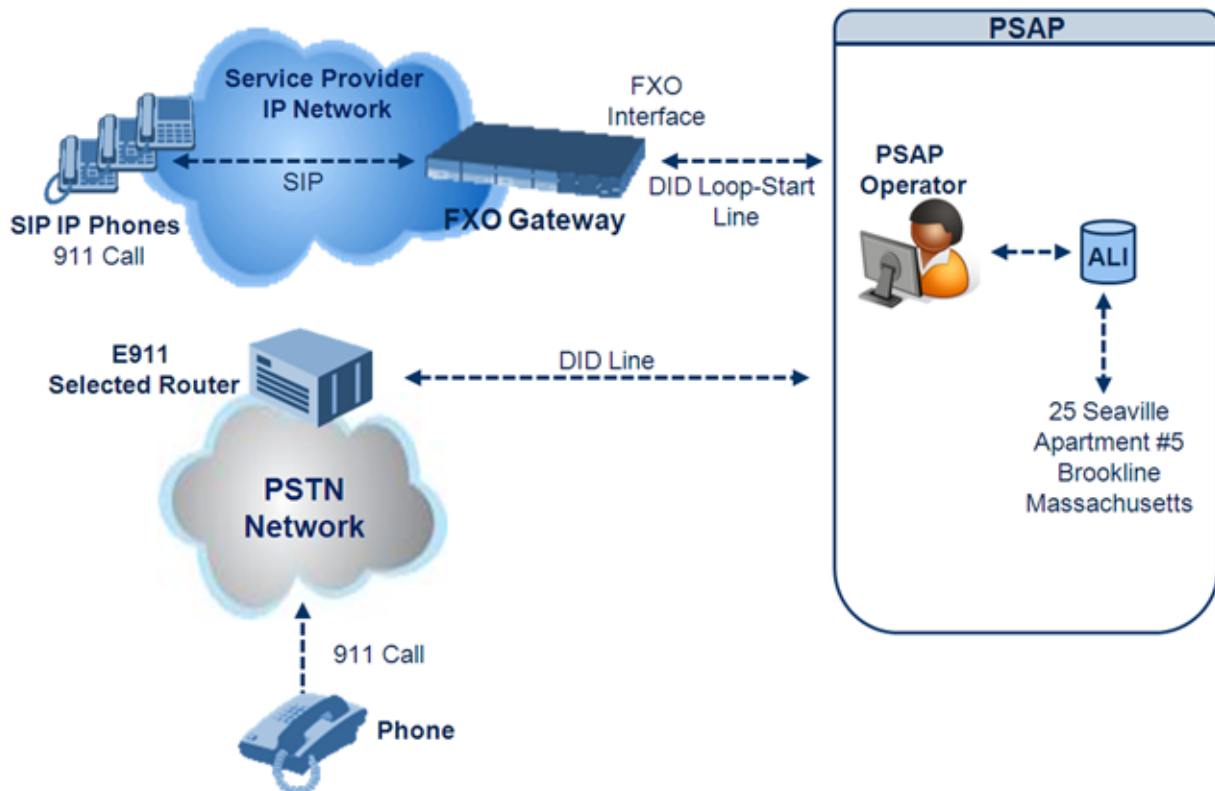 PSAP
Service Provider
IP Network
SIP
SIP IP Phones
911 Call
FXO Gateway
FXO
Interface
DID Loop-Start
Line
PSAP
Operator
ALI
25 Seaville
Apartment #5
Brookline
Massachusetts
E911
Selected Router
DID Line
PSTN
Network
911 Call
Phone